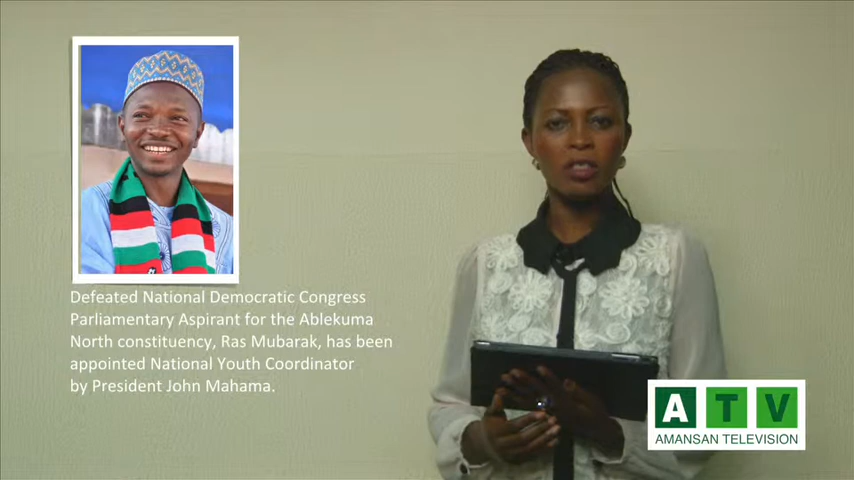 Defeated National Democratic Congress
Parliamentary Aspirant for the Ablekuma
North constituency, Ras Mubarak, has been
appointed National Youth Coordinator
by President John Mahama.
ATV
AMANSAN TELEVISION